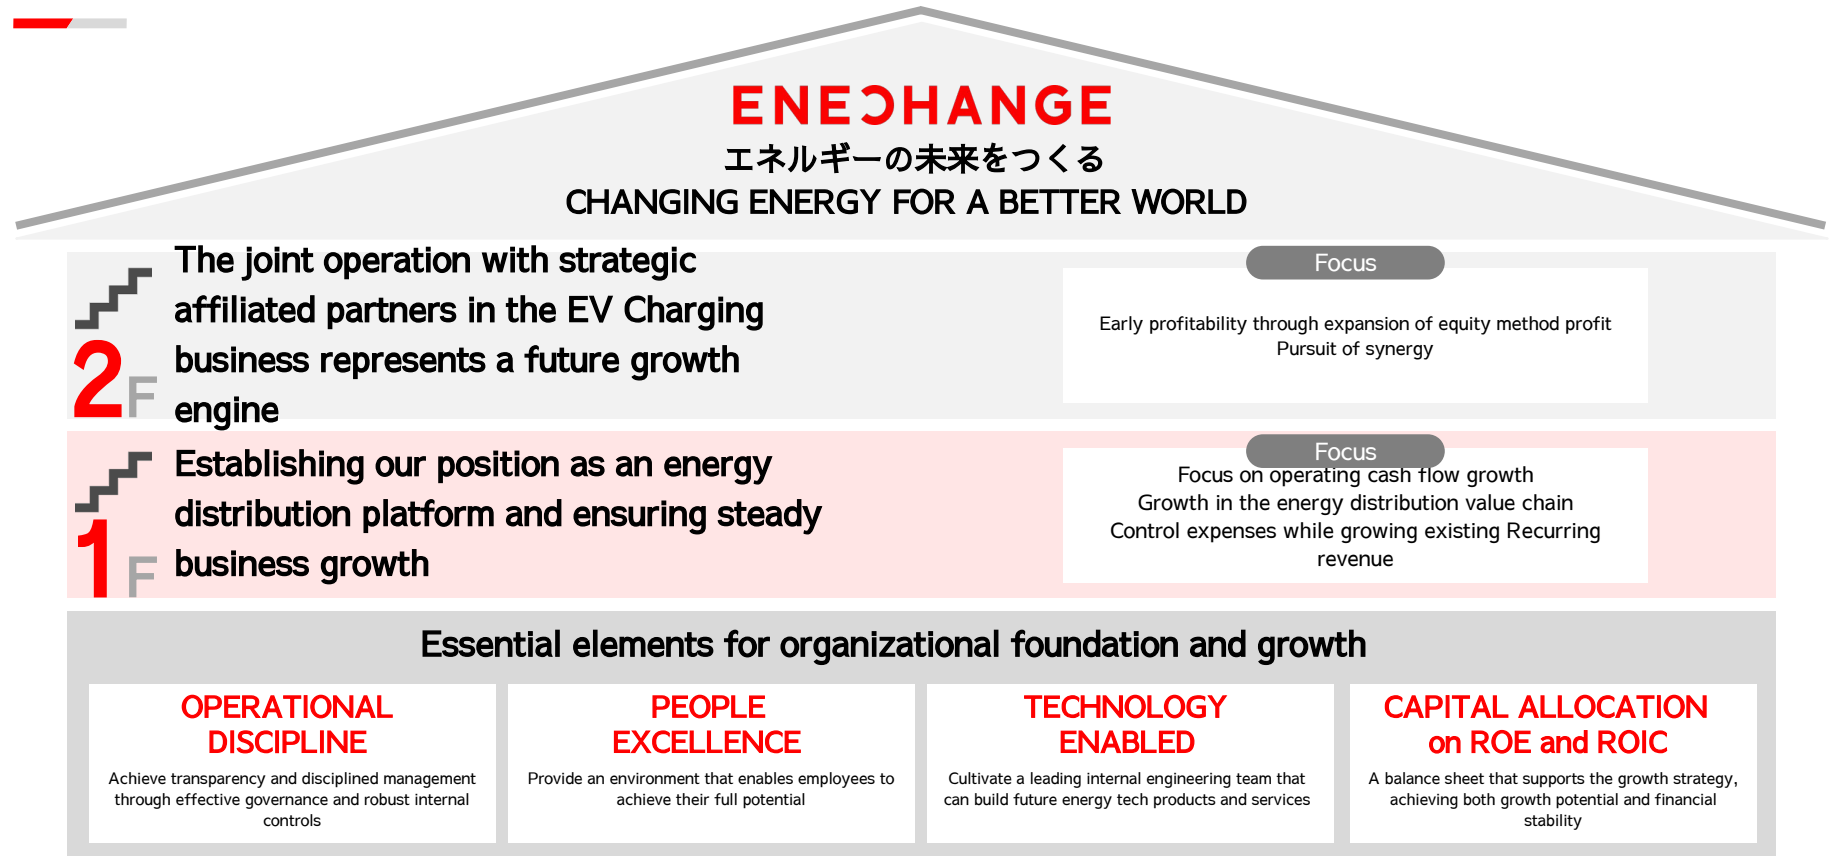 ENECHANGE
エネルギーの未来をつくる
CHANGING ENERGY FOR A BETTER WORLD
2F
The joint operation with strategic
affiliated partners in the EV Charging
business represents a future growth
engine
Focus
Early profitability through expansion of equity method profit
Pursuit of synergy
1F
Establishing our position as an energy
distribution platform and ensuring steady
business growth
Focus
Focus on operating cash flow growth
Growth in the energy distribution value chain
Control expenses while growing existing Recurring
revenue
Essential elements for organizational foundation and growth
OPERATIONAL
DISCIPLINE
Achieve transparency and disciplined management
through effective governance and robust internal
controls
PEOPLE
EXCELLENCE
Provide an environment that enables employees to
achieve their full potential
TECHNOLOGY
ENABLED
Cultivate a leading internal engineering team that
can build future energy tech products and services
CAPITAL ALLOCATION
on ROE and ROIC
A balance sheet that supports the growth strategy,
achieving both growth potential and financial
stability